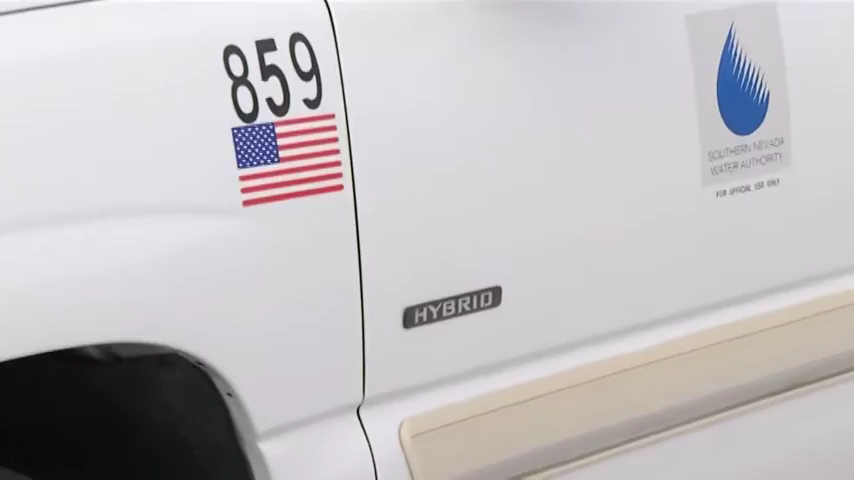 859
HYBRID
SOUTHERN NEVADA
WATER AUTHORITY
FOR OFFICIAL USE ONLY